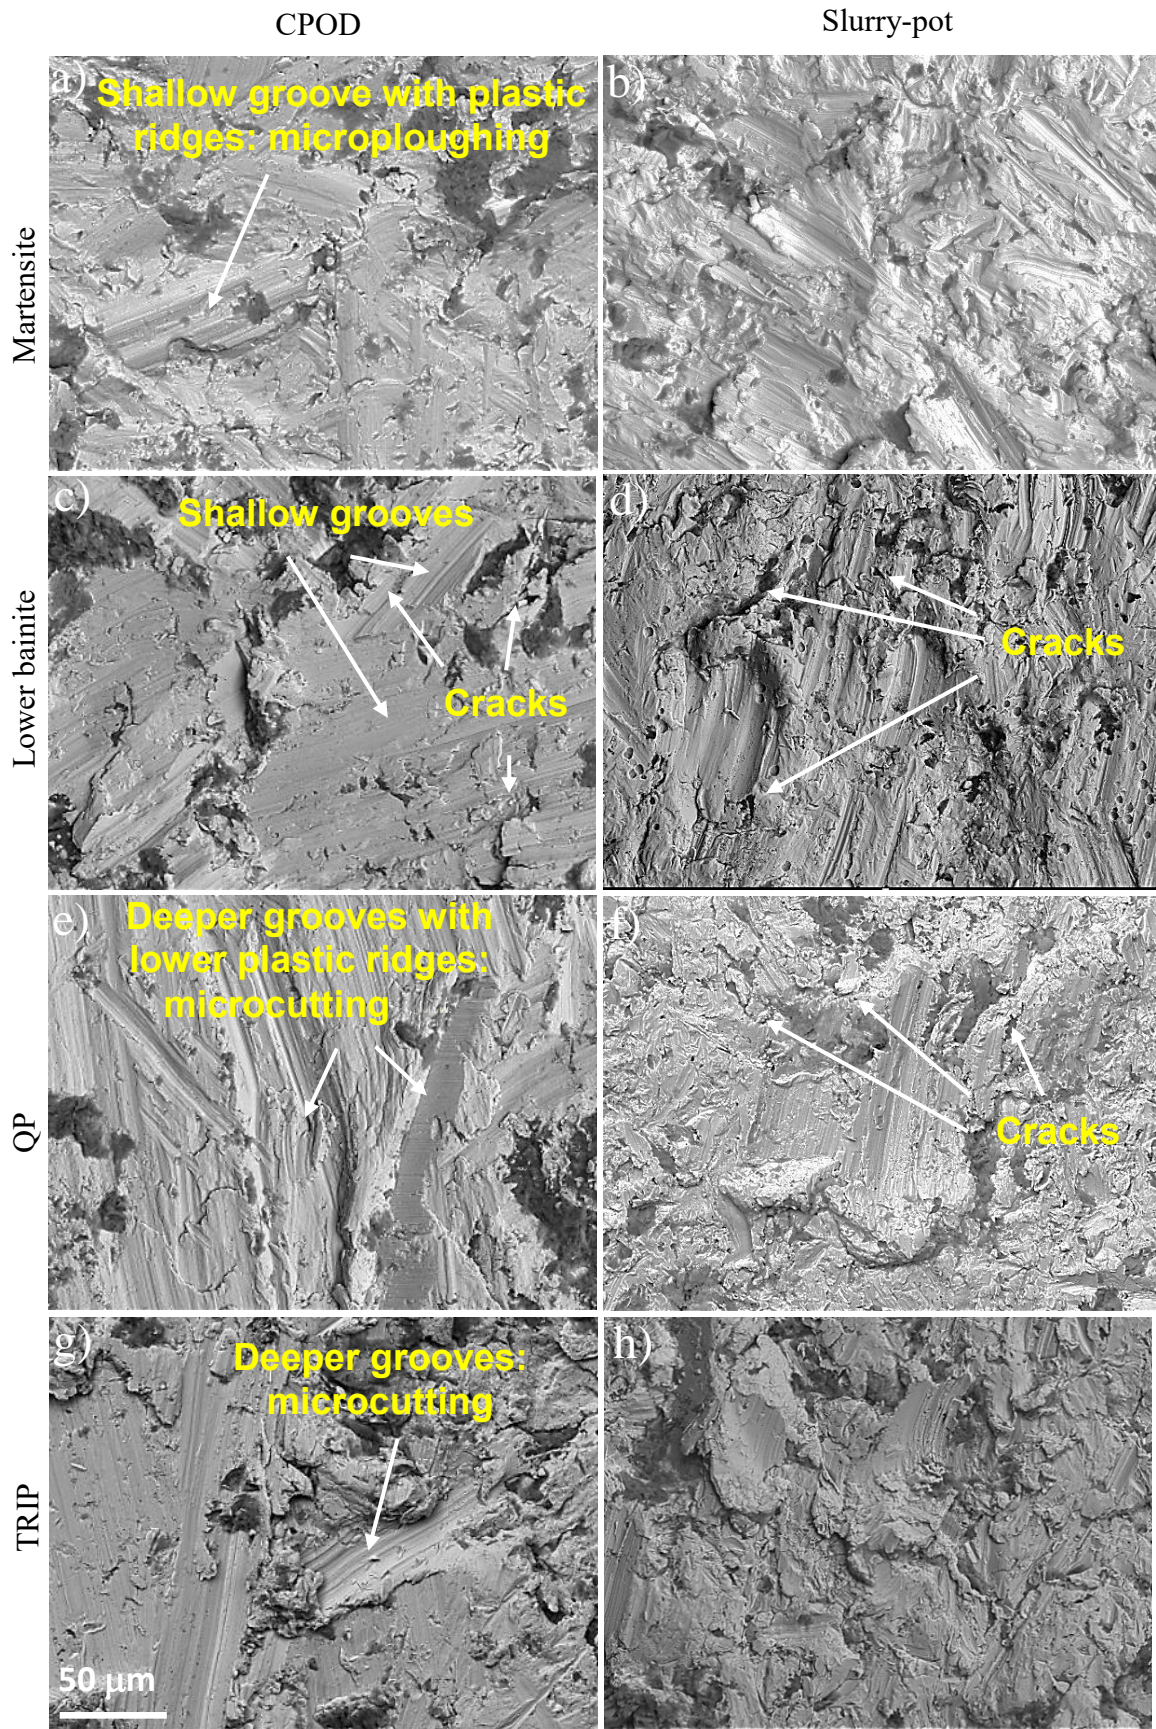 CPOD
Slurry-pot
Martensite
a)
Shallow groove with plastic
ridges: microploughing
b)
Lower bainite
c)
Shallow grooves
Cracks
d)
Cracks
QP
e)
Deeper grooves with
lower plastic ridges:
microcutting
f)
Cracks
TRIP
g)
Deeper grooves:
microcutting
50 μm
h)